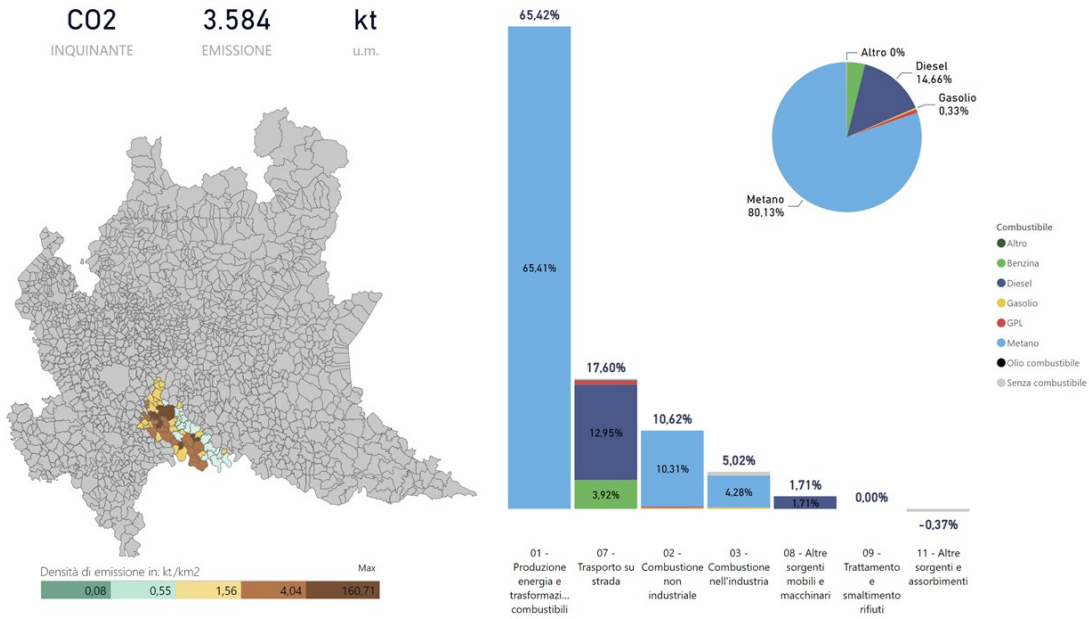 CO2
INQUINANTE
3.584
EMISSIONE
kt
u.m.
Densità di emissione in: kt/km2
Max
0,08
0,55
1,56
4,04
160,71
65,42%
65,41%
17,60%
12,95%
3,92%
10,62%
10,31%
5,02%
4,28%
1,71%
1,71%
0,00%
-0,37%
01 -
Produzione
energia e
trasformazi...
combustibili
07 -
Trasporto su
strada
02 -
Combustione
non
industriale
03 -
Combustione
nell'industria
08 - Altre
sorgenti
mobili e
macchinari
09 -
Trattamento
e
smaltimento
rifiuti
11 - Altre
sorgenti e
assorbimenti
Altro 0%
Diesel
14,66%
Gasolio
0,33%
Metano
80,13%
Combustibile
Altro
Benzina
Diesel
Gasolio
GPL
Metano
Olio combustibile
Senza combustibile